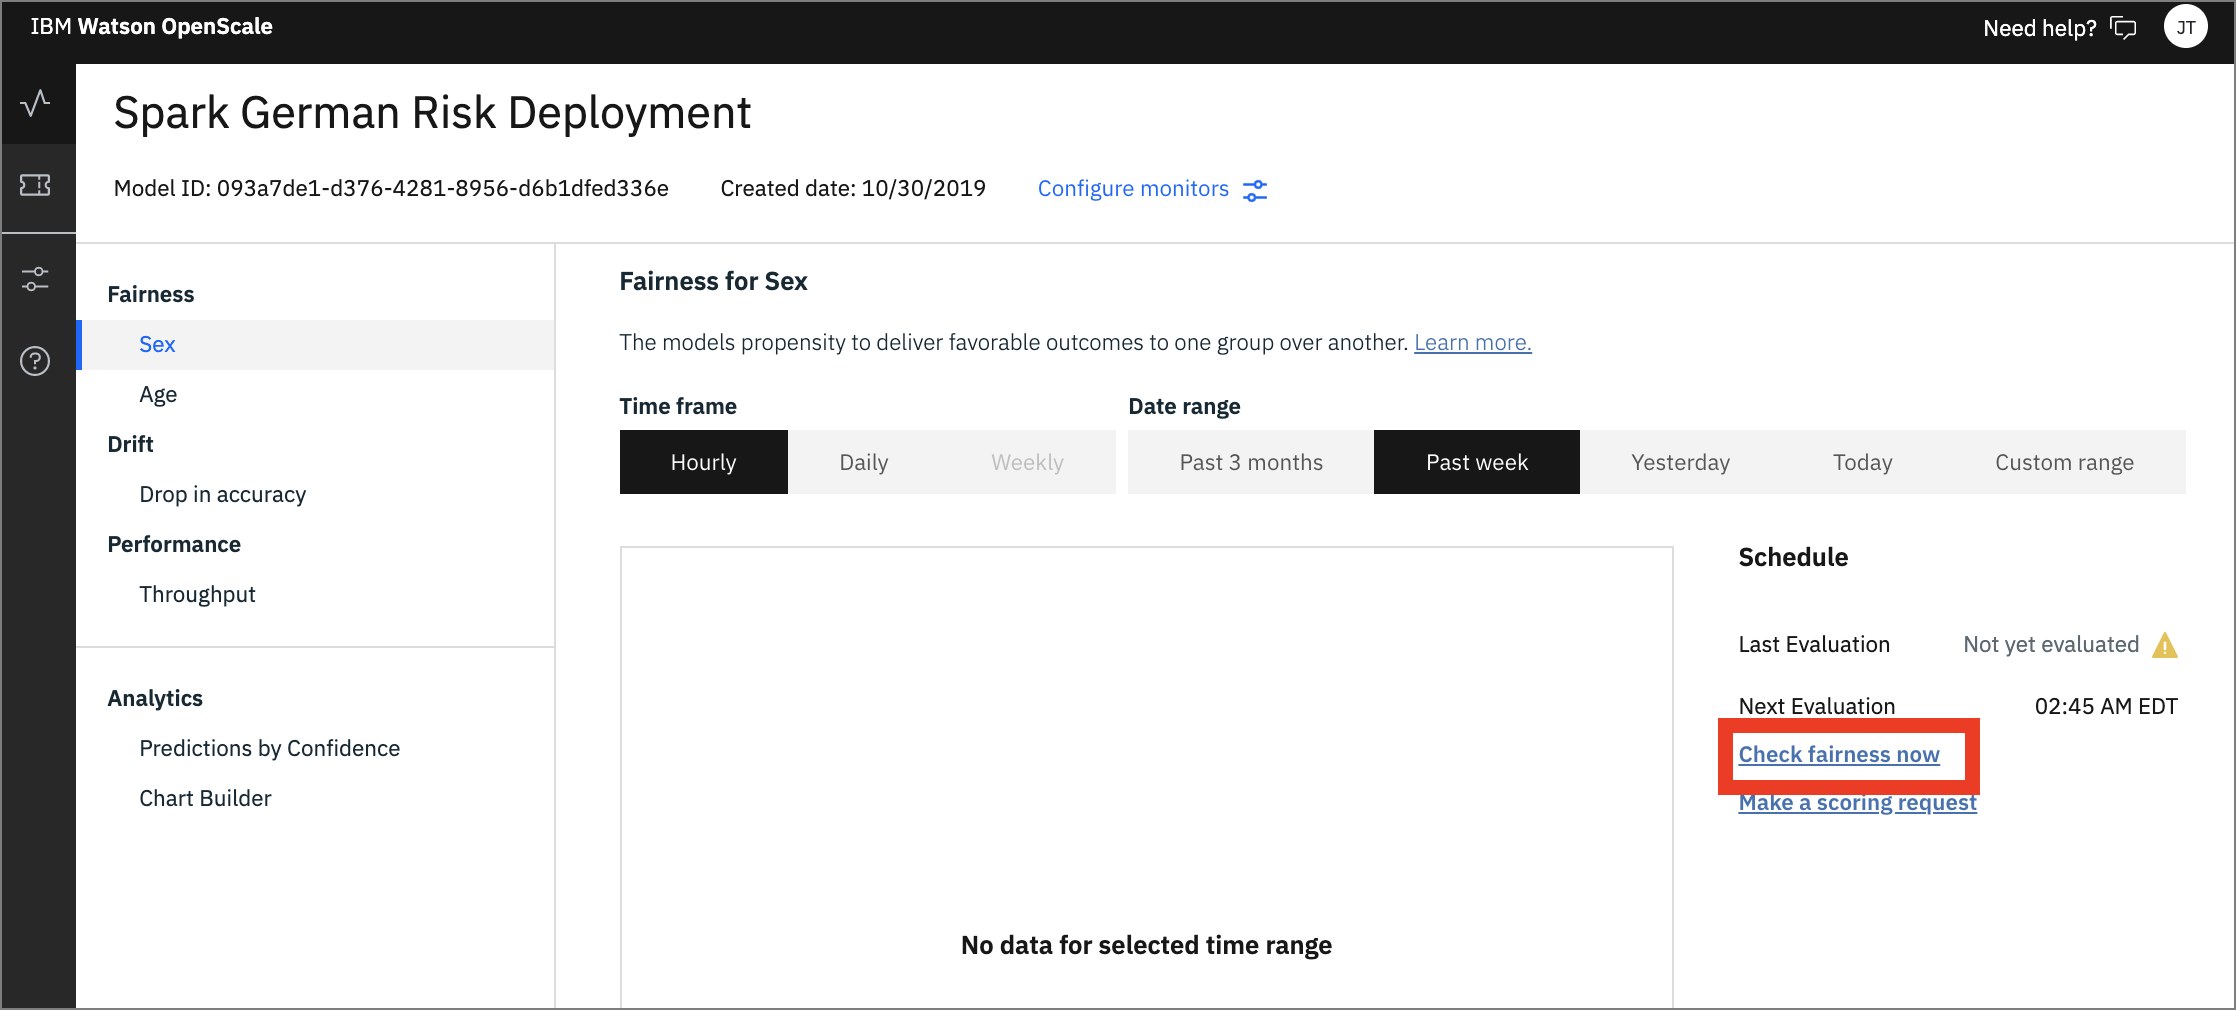 IBM Watson OpenScale
Need help?
JT
Spark German Risk Deployment
Model ID: 093a7de1-d376-4281-8956-d6b1dfed336e
Created date: 10/30/2019
Configure monitors
Fairness
Sex
Age
Drift
Drop in accuracy
Performance
Throughput
Analytics
Predictions by Confidence
Chart Builder
Fairness for Sex
The models propensity to deliver favorable outcomes to one group over another. Learn more.
Time frame
Hourly
Daily
Weekly
Date range
Past 3 months
Past week
Yesterday
Today
Custom range
No data for selected time range
Schedule
Last Evaluation
Not yet evaluated
Next Evaluation
02:45 AM EDT
Check fairness now
Make a scoring request